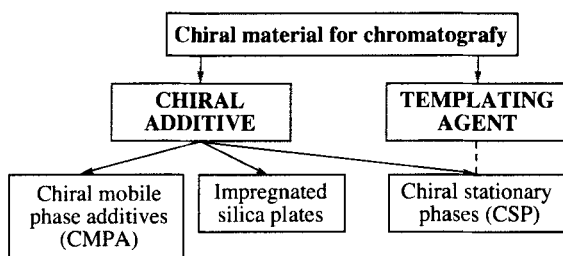 Chiral material for chromatografy
CHIRAL
ADDITIVE
TEMPLATING
AGENT
Chiral mobile
phase additives
(CMPA)
Impregnated
silica plates
Chiral stationary
phases (CSP)